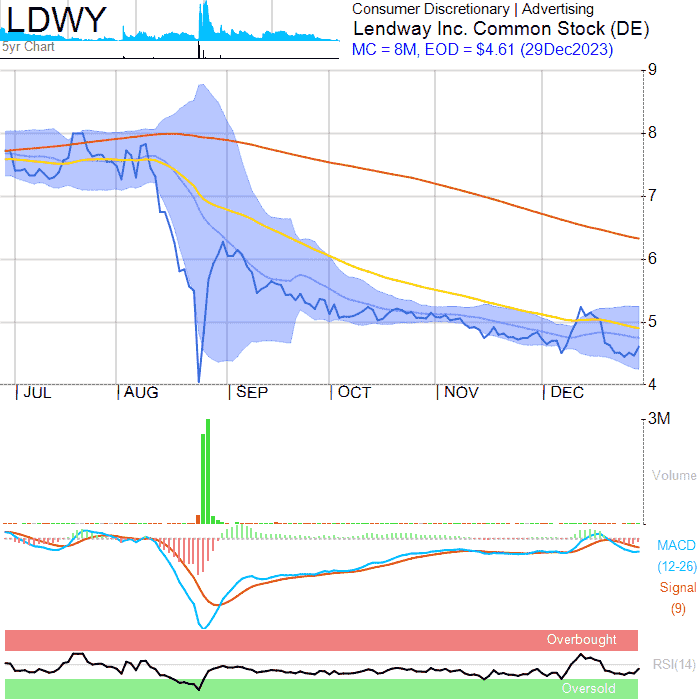 LDWY
5yr Chart
Consumer Discretionary | Advertising
Lendway Inc. Common Stock (DE)
MC = 8M, EOD = $4.61 (29Dec2023)
9
8
7
6
5
4
JUL AUG SEP OCT NOV DEC
3M
Volume
MACD
(12-26)
Signal
(9)
Overbought
RSI(14)
Oversold